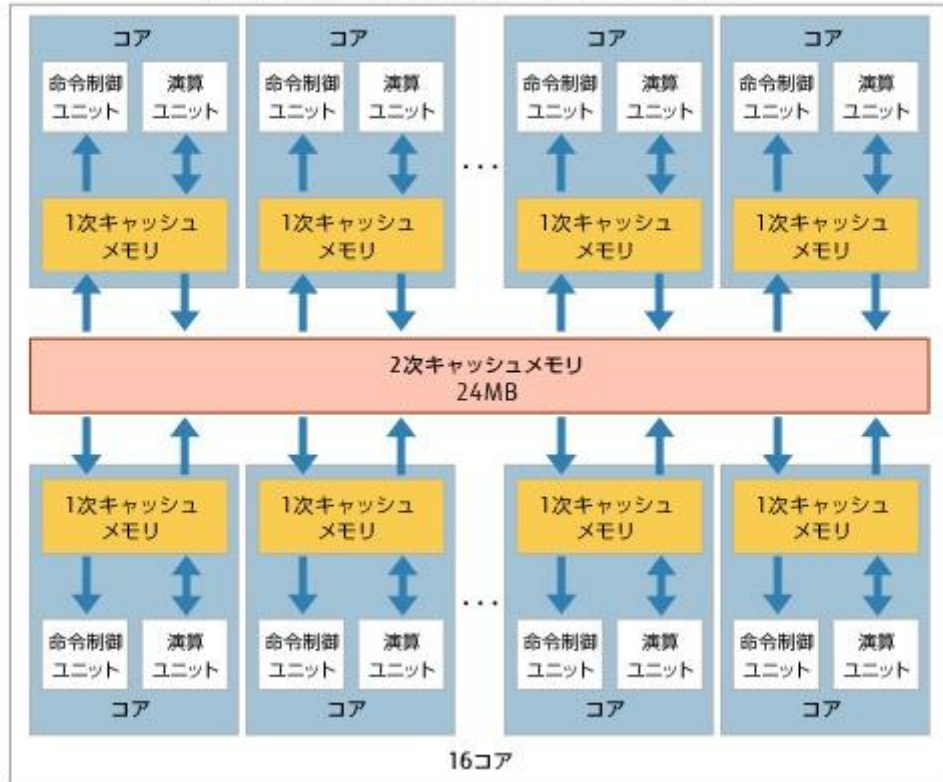 コア
コア
コア
コア
命令制御
ユニット
演算
ユニット
命令制御
ユニット
演算
ユニット
命令制御
ユニット
演算
ユニット
命令制御
ユニット
演算
ユニット
...
1次キャッシュ
メモリ
1次キャッシュ
メモリ
1次キャッシュ
メモリ
1次キャッシュ
メモリ
2次キャッシュメモリ
24MB
1次キャッシュ
メモリ
1次キャッシュ
メモリ
1次キャッシュ
メモリ
1次キャッシュ
メモリ
...
命令制御
ユニット
演算
ユニット
命令制御
ユニット
演算
ユニット
命令制御
ユニット
演算
ユニット
命令制御
ユニット
演算
ユニット
コア
コア
コア
コア
16コア